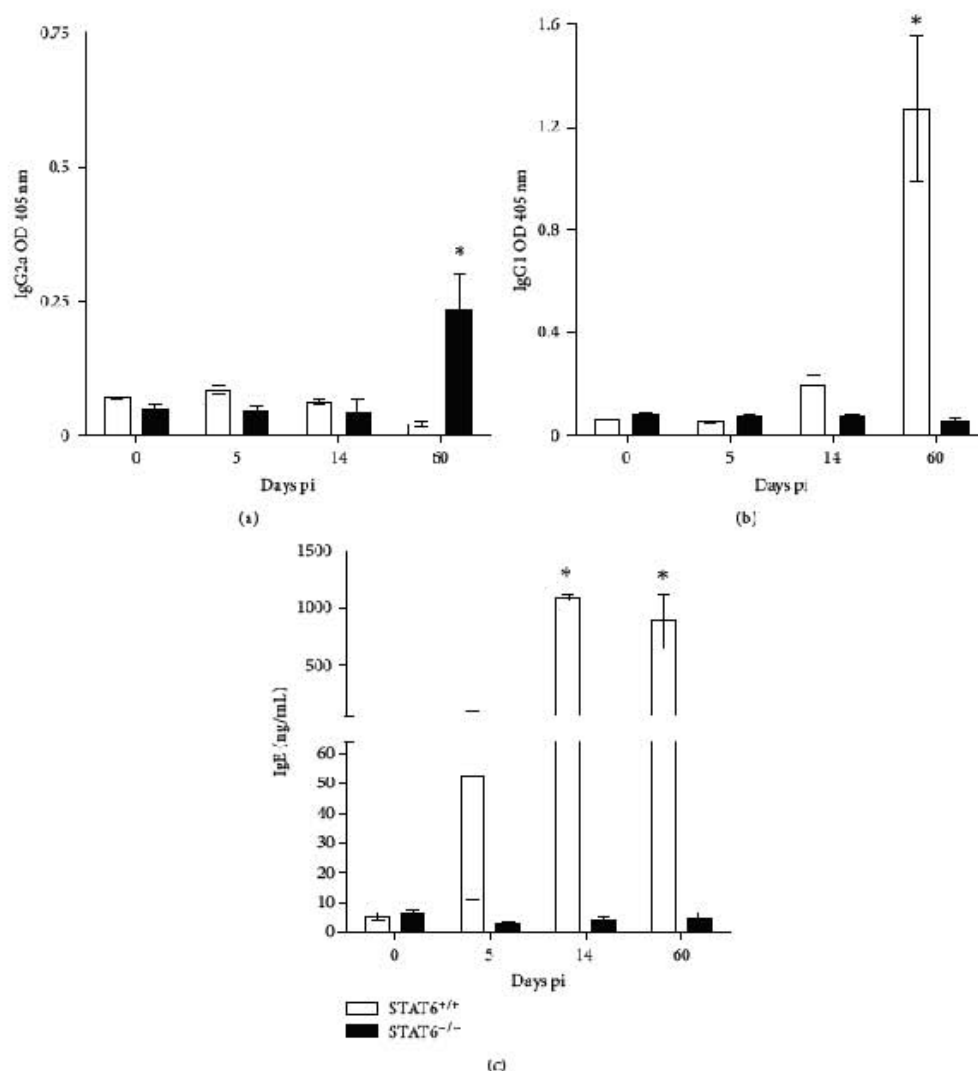 0.75
0.5
0.25
0
IgG2a OD 405 nm
*
0 5 14 60
Days pi
(a)
1.6
1.2
0.8
0.4
0
IgG1 OD 405 nm
*
0 5 14 60
Days pi
(b)
1500
1000
500
60
50
40
30
20
10
0
IgE (ng/mL)
* *
0 5 14 60
Days pi
STAT6+/+
STAT6−/−
(c)